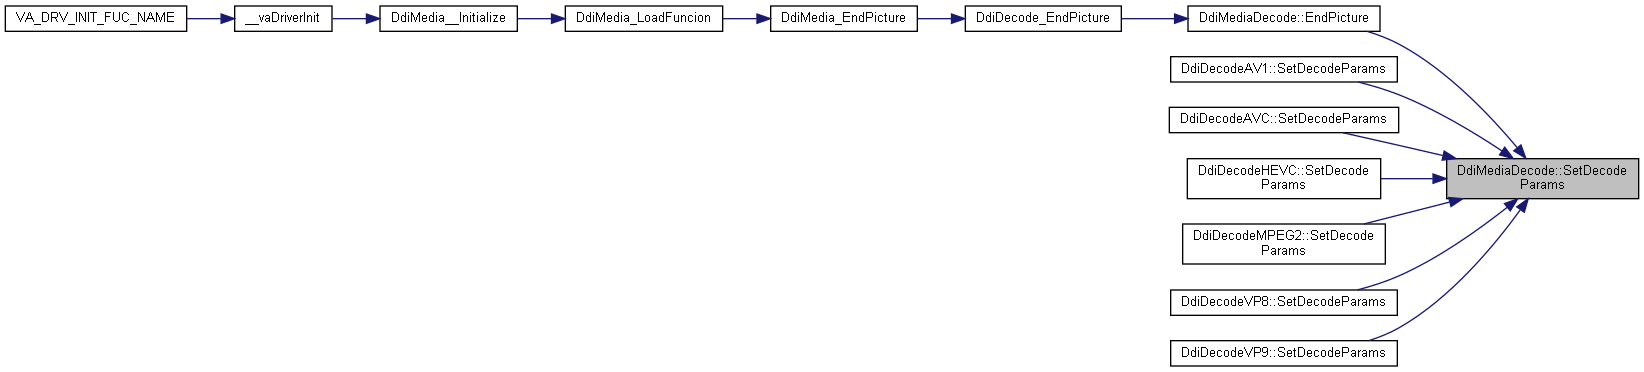 VA_DRV_INIT_FUC_NAME
__vaDriverInit
DdiMedia__Initialize
DdiMedia_LoadFuncion
DdiMedia_EndPicture
DdiDecode_EndPicture
DdiMediaDecode::EndPicture
DdiDecodeAV1::SetDecodeParams
DdiDecodeAVC::SetDecodeParams
DdiDecodeHEVC::SetDecode
Params
DdiMediaDecode::SetDecode
Params
DdiDecodeMPEG2::SetDecode
Params
DdiDecodeVP8::SetDecodeParams
DdiDecodeVP9::SetDecodeParams